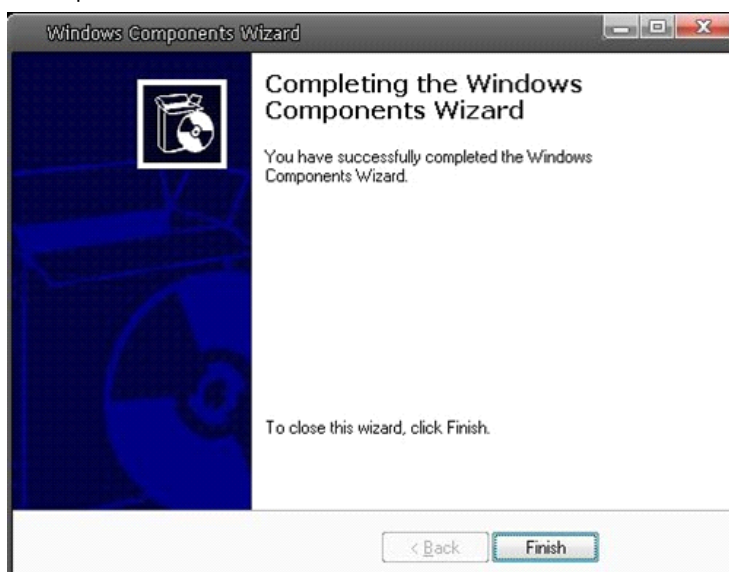 Windows Components Wizard
Completing the Windows
Components Wizard
You have successfully completed the Windows
Components Wizard.
To close this wizard, click Finish.
< Back
Finish